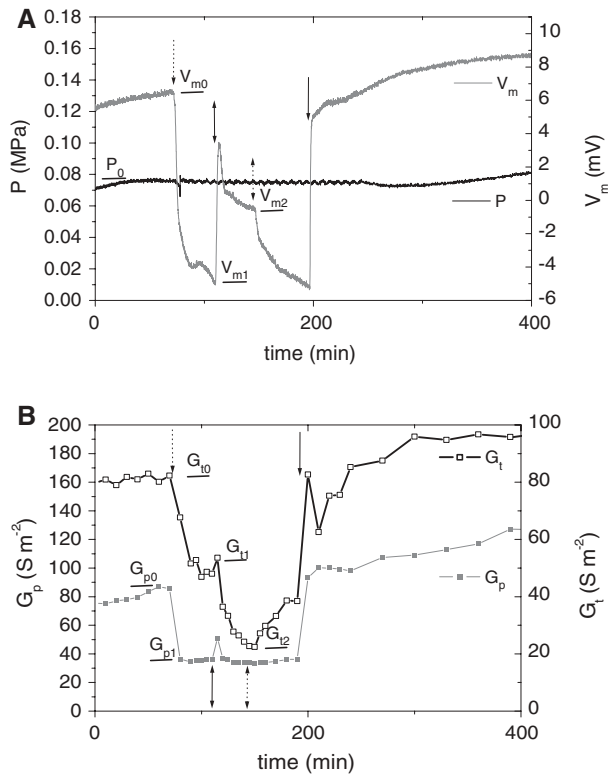 A
P (MPa)
0.18
0.16
0.14
0.12
0.10
0.08
0.06
0.04
0.02
0.00
10
8
6
4
2
0
-2
-4
-6
V_m (mV)
V_m0
P_0
V_m2
V_m1
V_m
P
0
200
400
time (min)
B
G_p (S m⁻²)
200
180
160
140
120
100
80
60
40
20
0
100
80
60
40
20
0
G_t (S m⁻²)
G_t0
G_t
G_t1
G_p0
G_p
G_t2
G_p1
0
200
400
time (min)